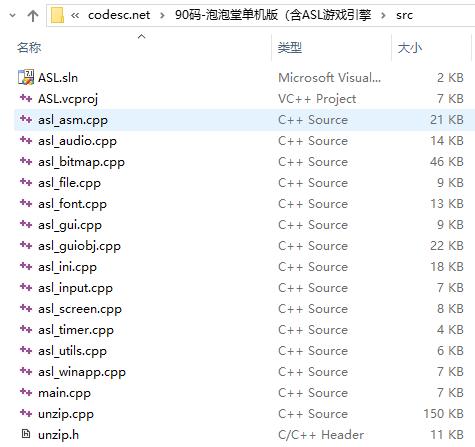 « codesc.net › 90码-泡泡堂单机版（含ASL游戏引擎 › src
名称 类型 大小
ASL.sln Microsoft Visual... 2 KB
ASL.vcproj VC++ Project 7 KB
asl_asm.cpp C++ Source 21 KB
asl_audio.cpp C++ Source 14 KB
asl_bitmap.cpp C++ Source 46 KB
asl_file.cpp C++ Source 9 KB
asl_font.cpp C++ Source 13 KB
asl_gui.cpp C++ Source 9 KB
asl_guiobj.cpp C++ Source 22 KB
asl_ini.cpp C++ Source 18 KB
asl_input.cpp C++ Source 7 KB
asl_screen.cpp C++ Source 8 KB
asl_timer.cpp C++ Source 4 KB
asl_utils.cpp C++ Source 6 KB
asl_winapp.cpp C++ Source 7 KB
main.cpp C++ Source 7 KB
unzip.cpp C++ Source 150 KB
unzip.h C/C++ Header 11 KB